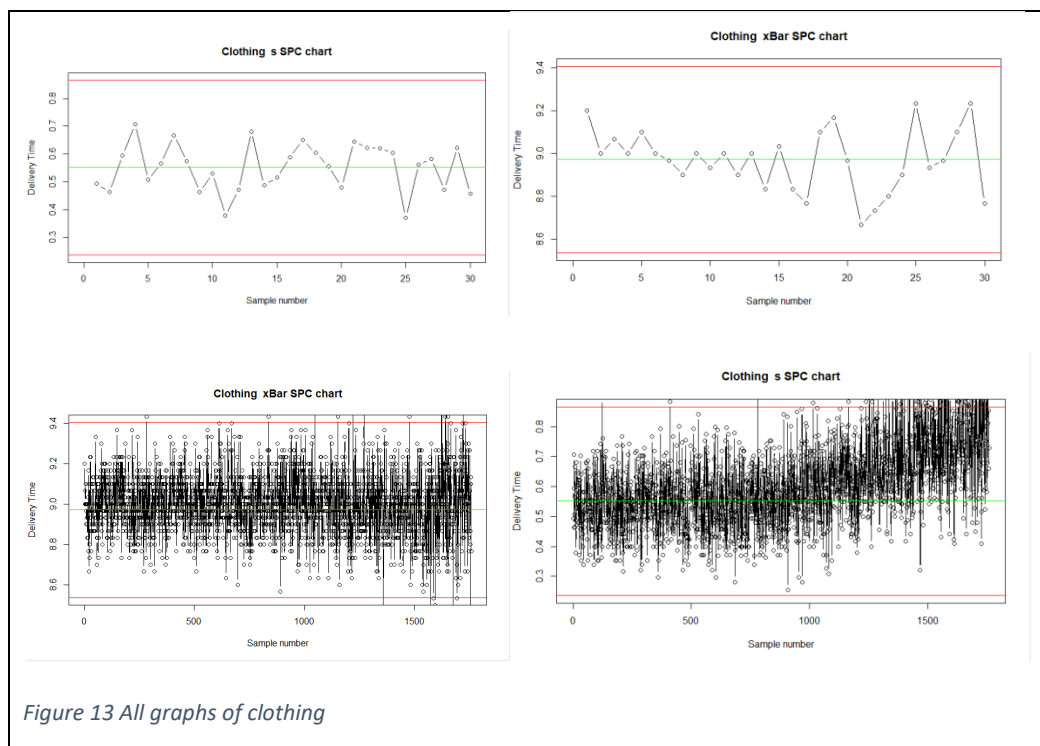 Clothing s SPC chart
Delivery Time
0.3 0.4 0.5 0.6 0.7 0.8
0 5 10 15 20 25 30
Sample number
Clothing xBar SPC chart
Delivery Time
8.6 8.8 9.0 9.2 9.4
0 5 10 15 20 25 30
Sample number
Clothing xBar SPC chart
Delivery Time
8.6 8.8 9.0 9.2 9.4
0 500 1000 1500
Sample number
Clothing s SPC chart
Delivery Time
0.3 0.4 0.5 0.6 0.7 0.8
0 500 1000 1500
Sample number
Figure 13 All graphs of clothing